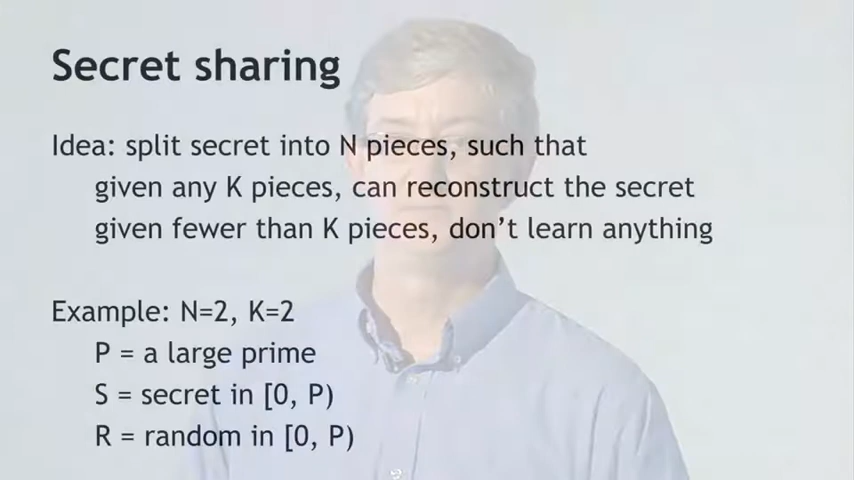 Secret sharing
Idea: split secret into N pieces, such that
given any K pieces, can reconstruct the secret
given fewer than K pieces, don't learn anything
Example: N=2, K=2
P = a large prime
S = secret in [0, P)
R = random in [0, P)